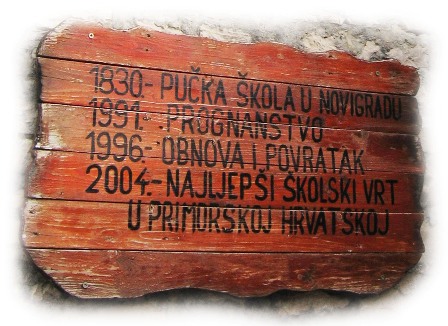 1830.- PUČKA ŠKOLA U NOVIGRADU
1991.- PROGNANSTVO
1996.- OBNOVA I POVRATAK
2004.- NAJLJEPŠI ŠKOLSKI VRT
U PRIMORSKOJ HRVATSKOJ